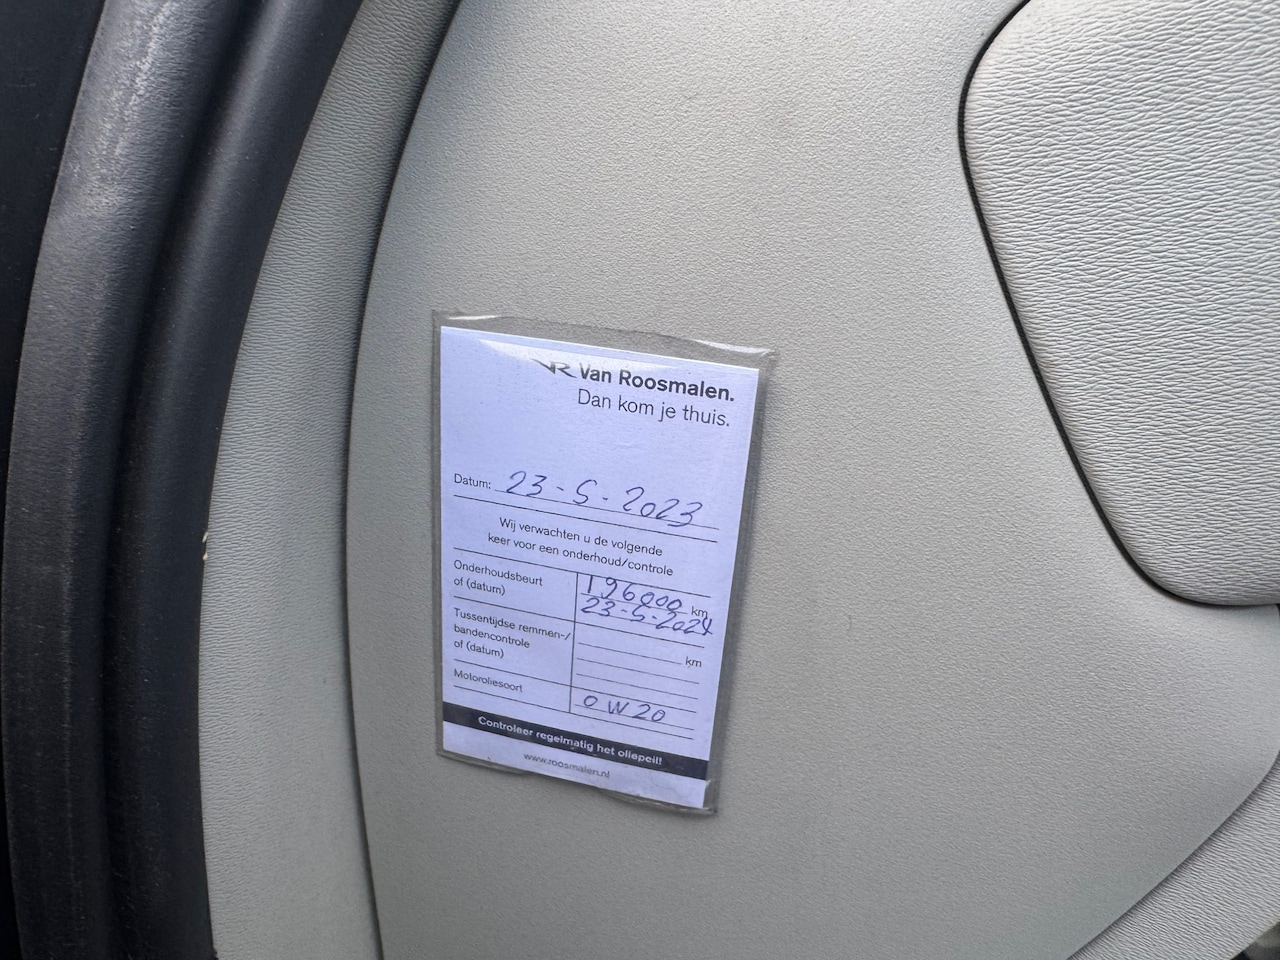 VR Van Roosmalen.
Dan kom je thuis.
Datum: 23-5-2023
Wij verwachten u de volgende
keer voor een onderhoud/controle
Onderhoudsbeurt 196000 km
of (datum) 23-5-2024
Tussentijdse remmen-/
bandencontrole km
of (datum)
Motoroliesoort 0W20
Controleer regelmatig het oliepeil!
www.roosmalen.nl